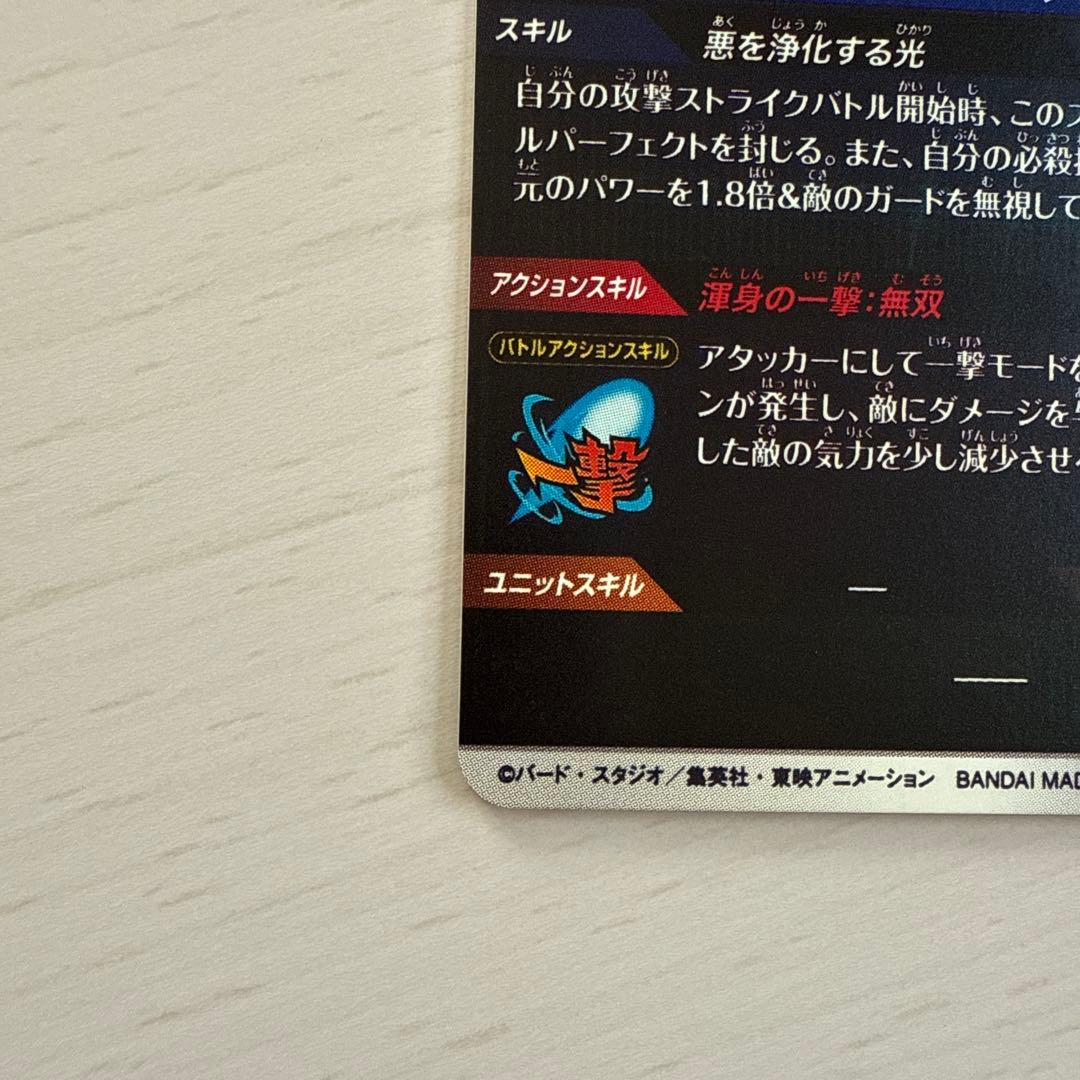 スキル 悪を浄化する光
自分の攻撃ストライクバトル開始時、この
ルパーフェクトを封じる。また、自分の必殺
元のパワーを1.8倍&敵のガードを無視して
アクションスキル 渾身の一撃:無双
バトルアクションスキル
アタッカーにして一撃モード
ンが発生し、敵にダメージを
した敵の気力を少し減少させ
一撃
ユニットスキル —
©バード・スタジオ/集英社・東映アニメーション BANDAI MAD